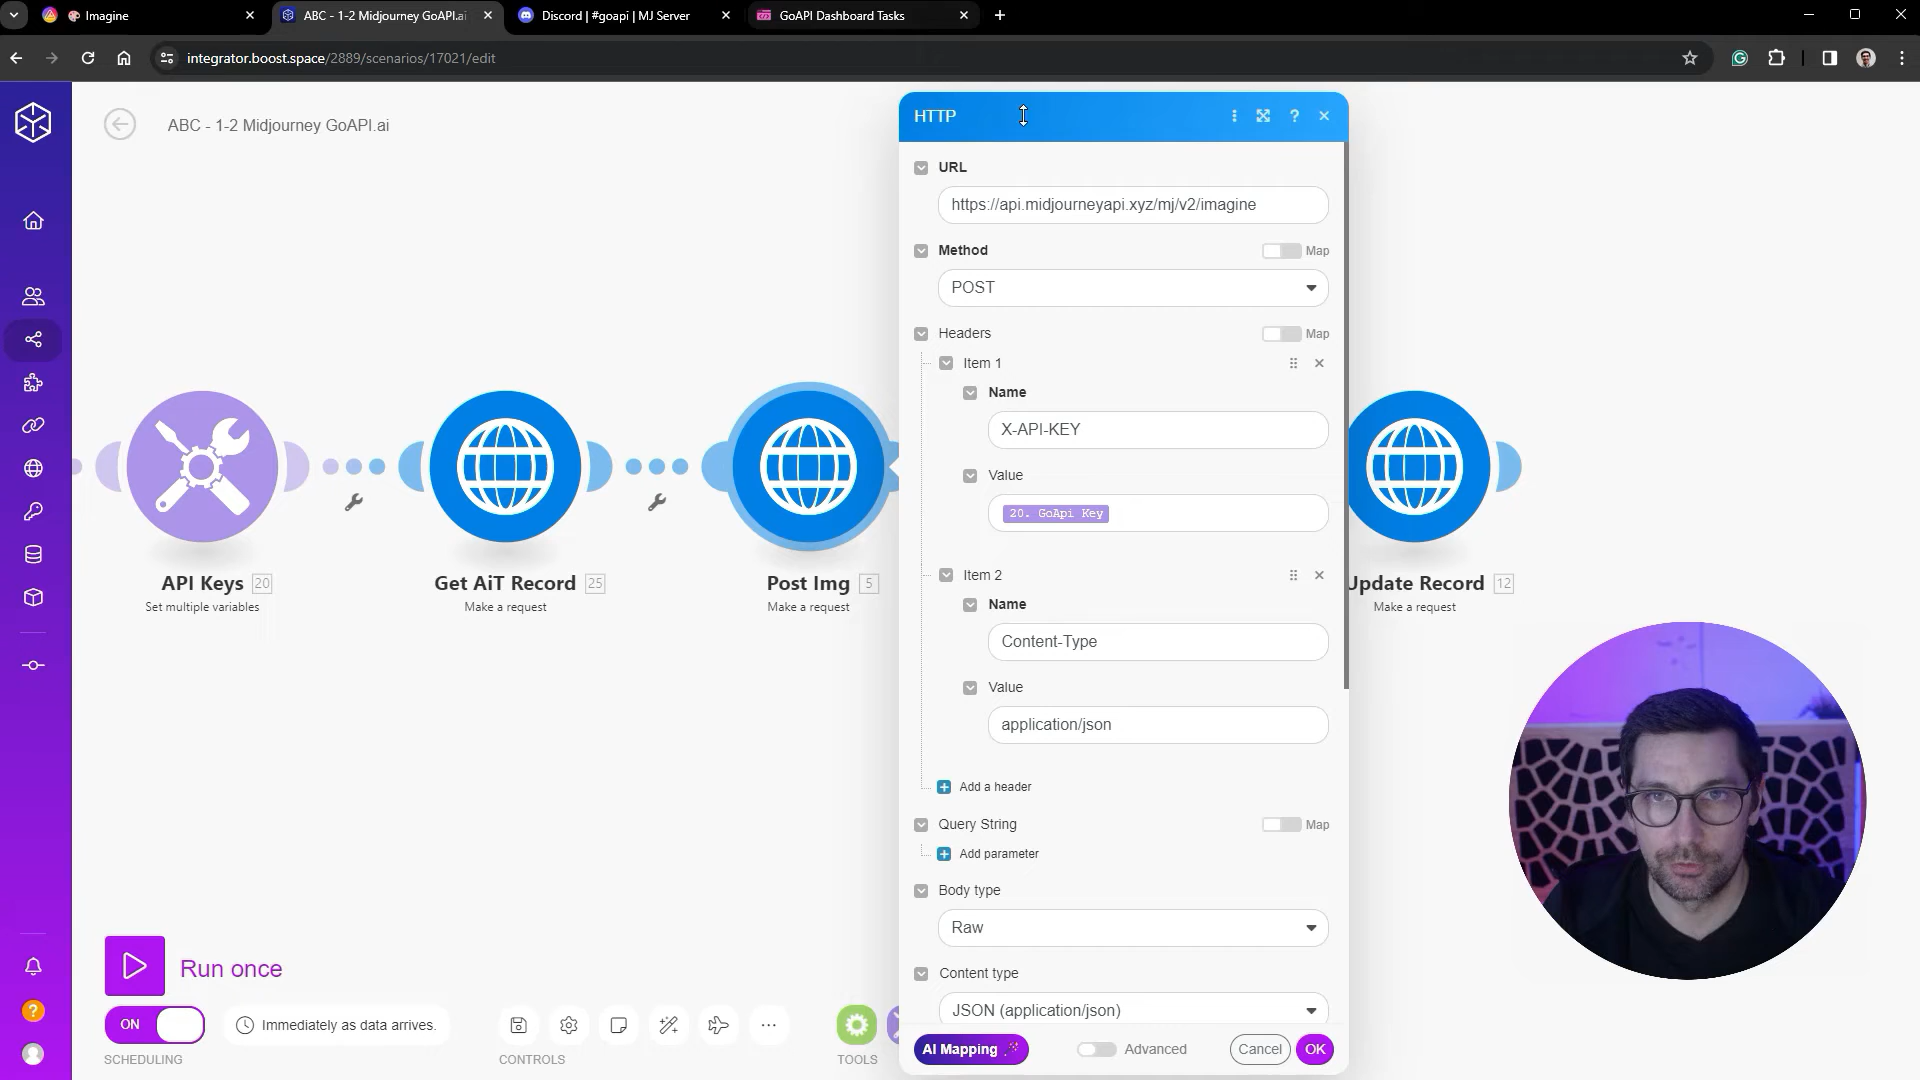 Imagine
ABC - 1-2 Midjourney GoAPI.ai
Discord | #goapi | MJ Server
GoAPI Dashboard Tasks
integrator.boost.space/2889/scenarios/17021/edit
ABC - 1-2 Midjourney GoAPI.ai
HTTP
URL
https://api.midjourneyapi.xyz/mj/v2/imagine
Method
Map
POST
Headers
Map
Item 1
Name
X-API-KEY
Value
20. GoApi Key
Item 2
Name
Content-Type
Value
application/json
Add a header
Query String
Map
Add parameter
Body type
Raw
Content type
JSON (application/json)
AI Mapping
Advanced
Cancel
OK
API Keys 20
Set multiple variables
Get AiT Record 25
Make a request
Post Img 5
Make a request
Update Record 12
Make a request
Run once
ON
Immediately as data arrives.
SCHEDULING
CONTROLS
TOOLS